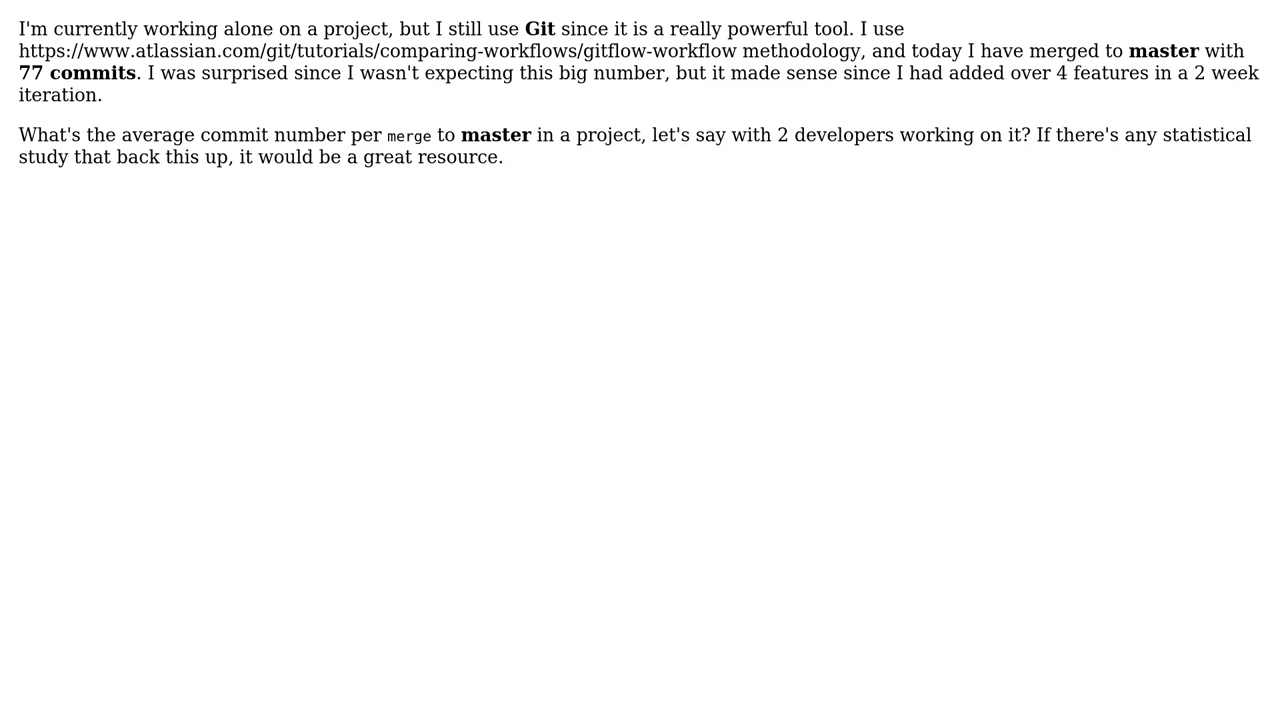 I'm currently working alone on a project, but I still use Git since it is a really powerful tool. I use
https://www.atlassian.com/git/tutorials/comparing-workflows/gitflow-workflow methodology, and today I have merged to master with
77 commits. I was surprised since I wasn't expecting this big number, but it made sense since I had added over 4 features in a 2 week
iteration.
What's the average commit number per merge to master in a project, let's say with 2 developers working on it? If there's any statistical
study that back this up, it would be a great resource.